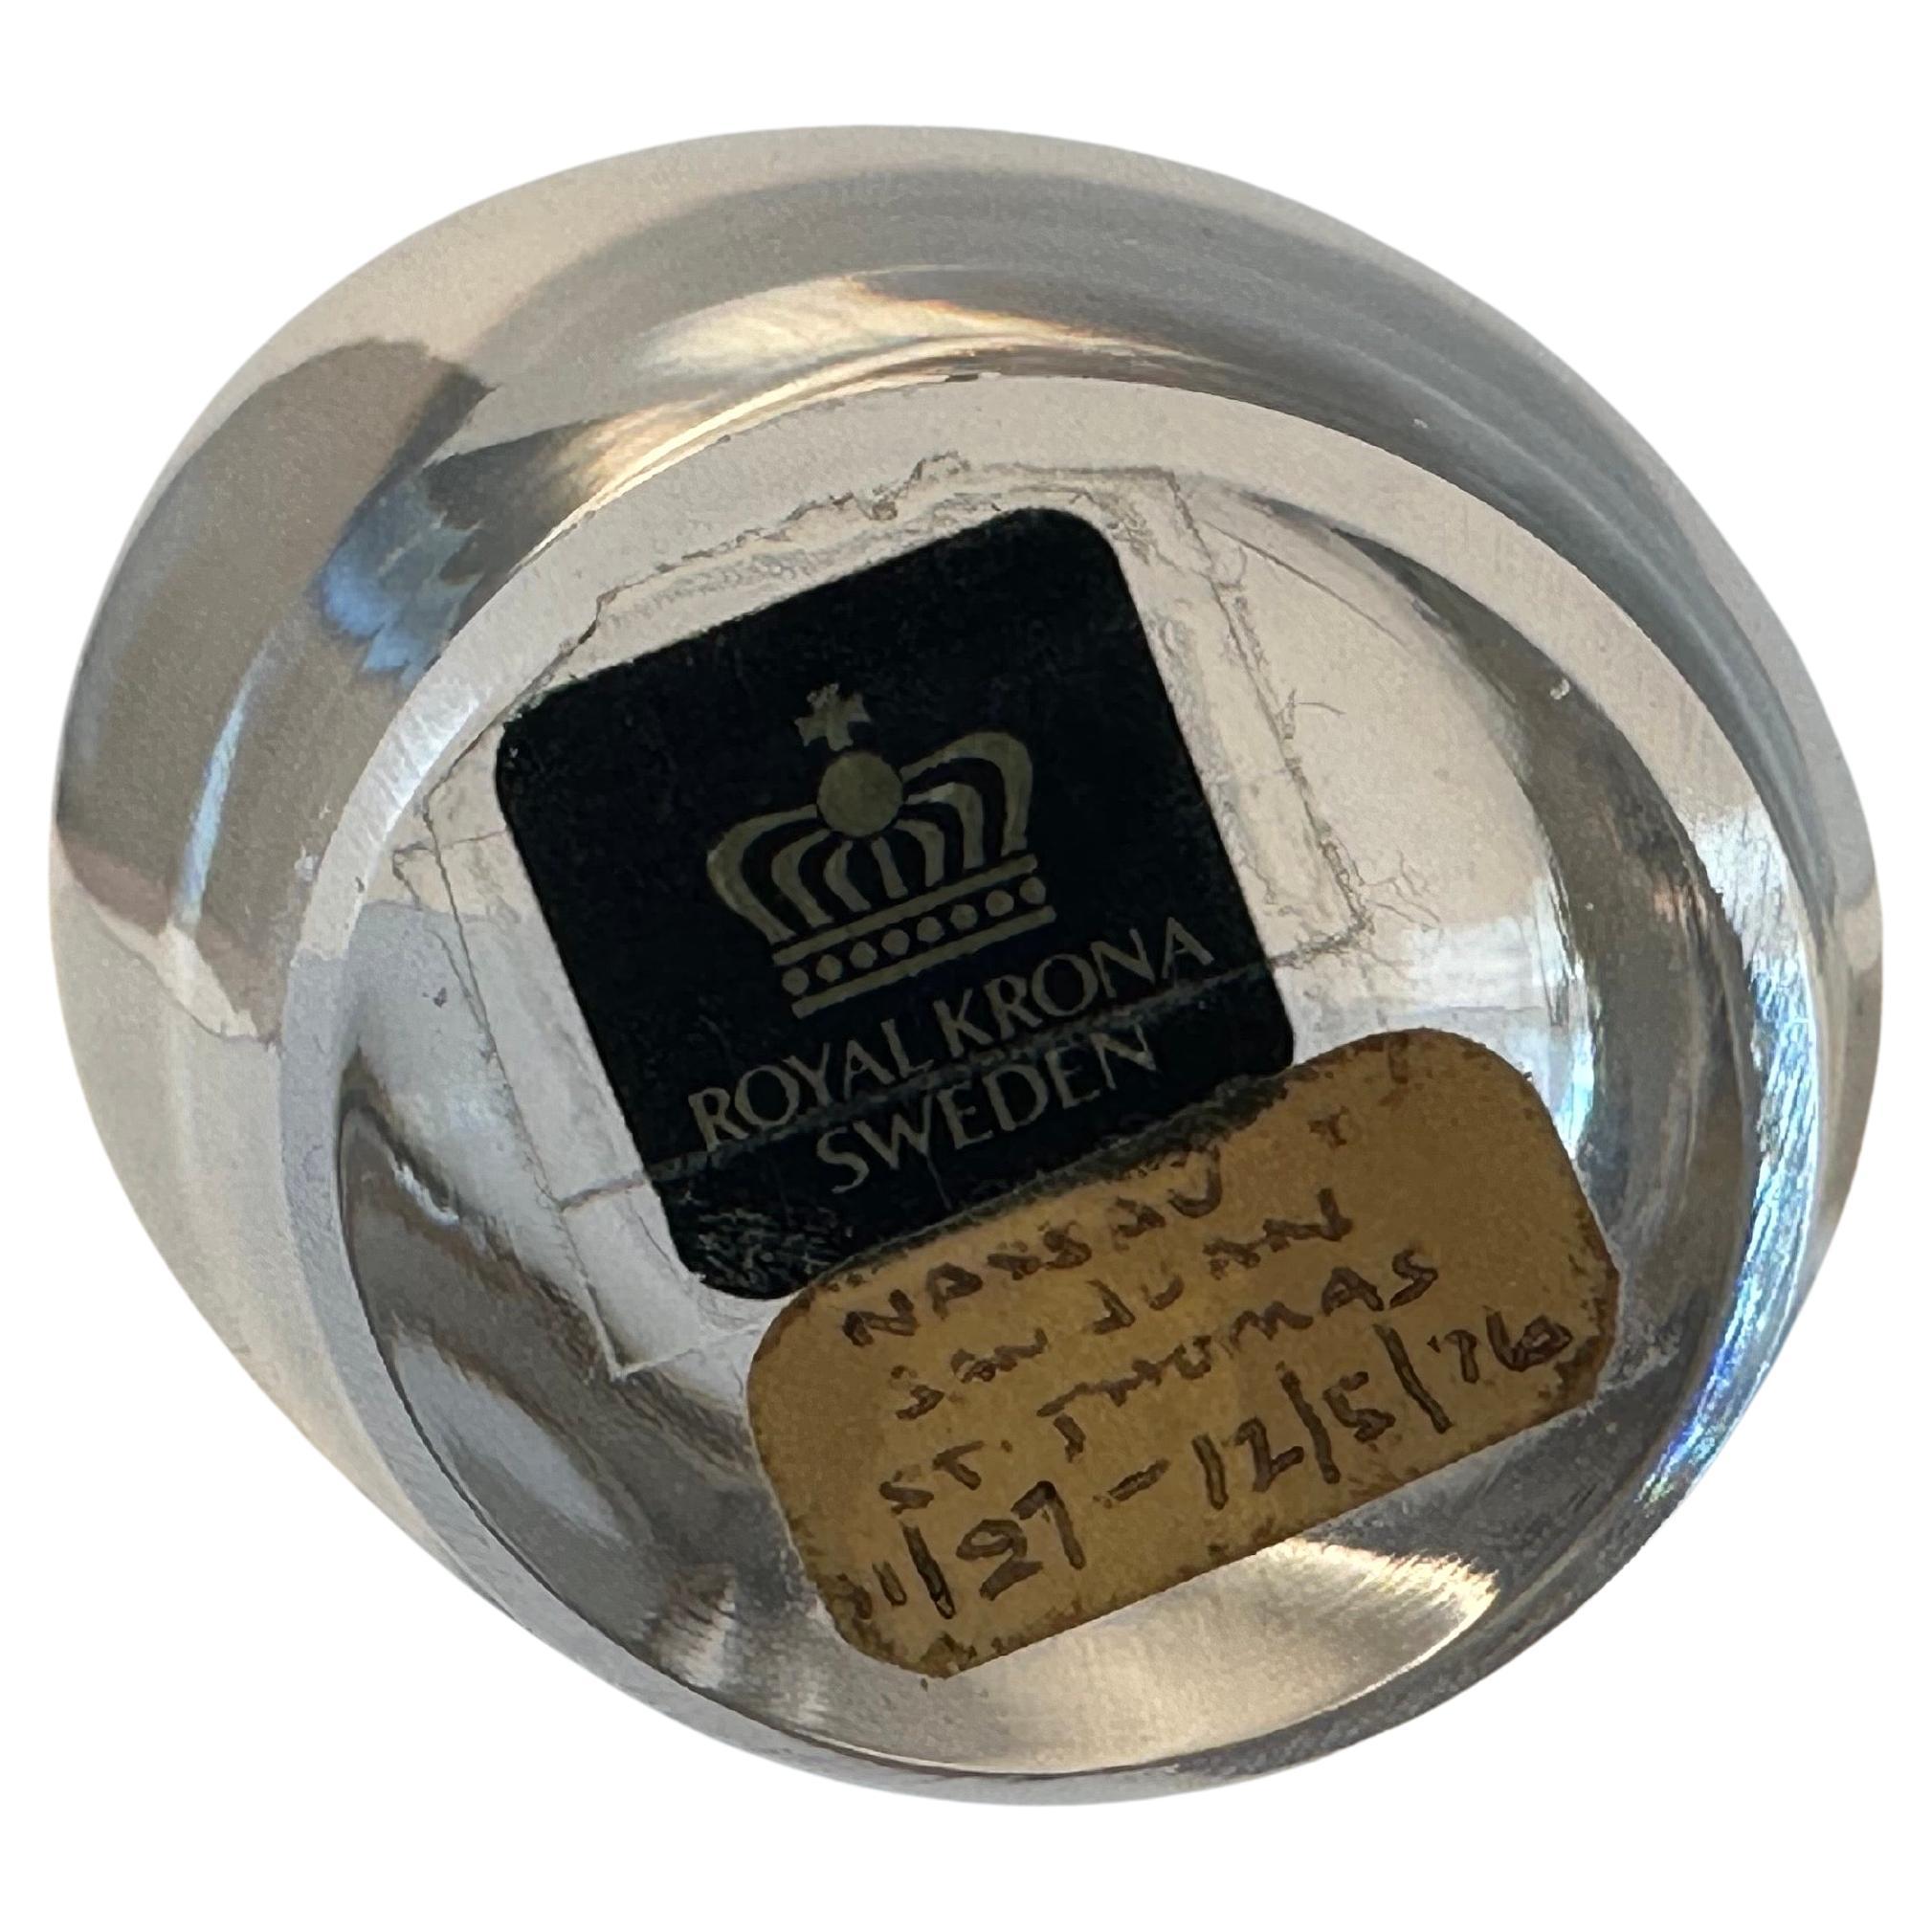 ROYAL KRONA
SWEDEN
NASSAU
SAN JUAN
ST. THOMAS
11/27-12/5/76